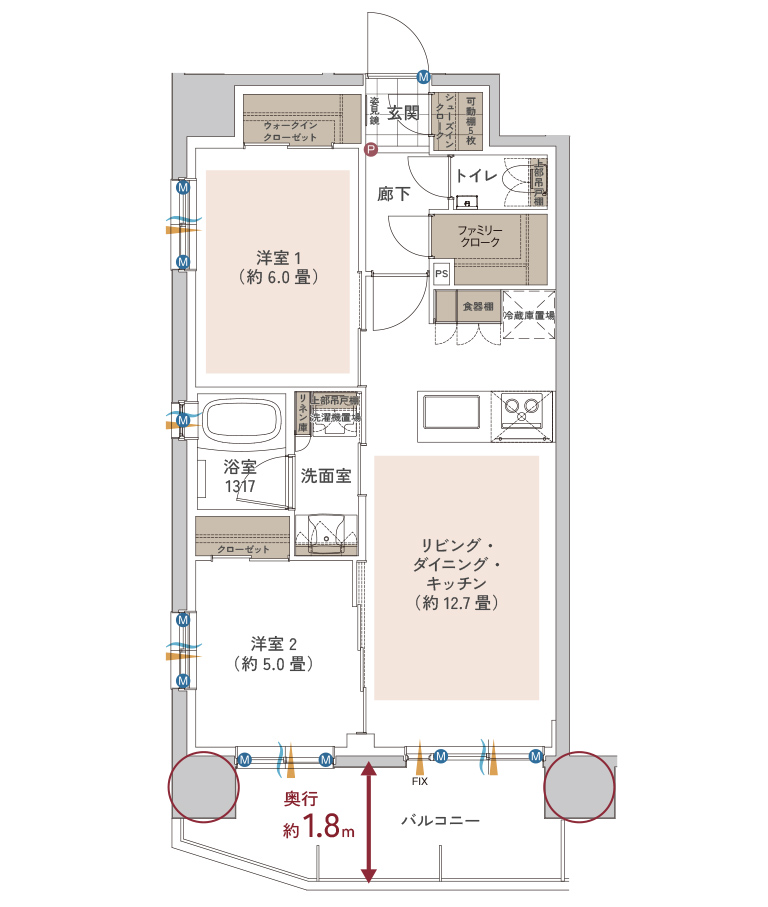 M
姿見鏡
玄関
シューズイン
クローク
可動棚5枚
ウォークイン
クローゼット
P
廊下
トイレ
上部吊戸棚
M
M
洋室1
(約6.0畳)
ファミリー
クローク
PS
食器棚
冷蔵庫置場
リネン庫
上部吊戸棚
洗濯機置場
M
浴室
1317
洗面室
クローゼット
リビング・
ダイニング・
キッチン
(約12.7畳)
M
M
洋室2
(約5.0畳)
M
M
M
M
FIX
奥行
約1.8m
バルコニー